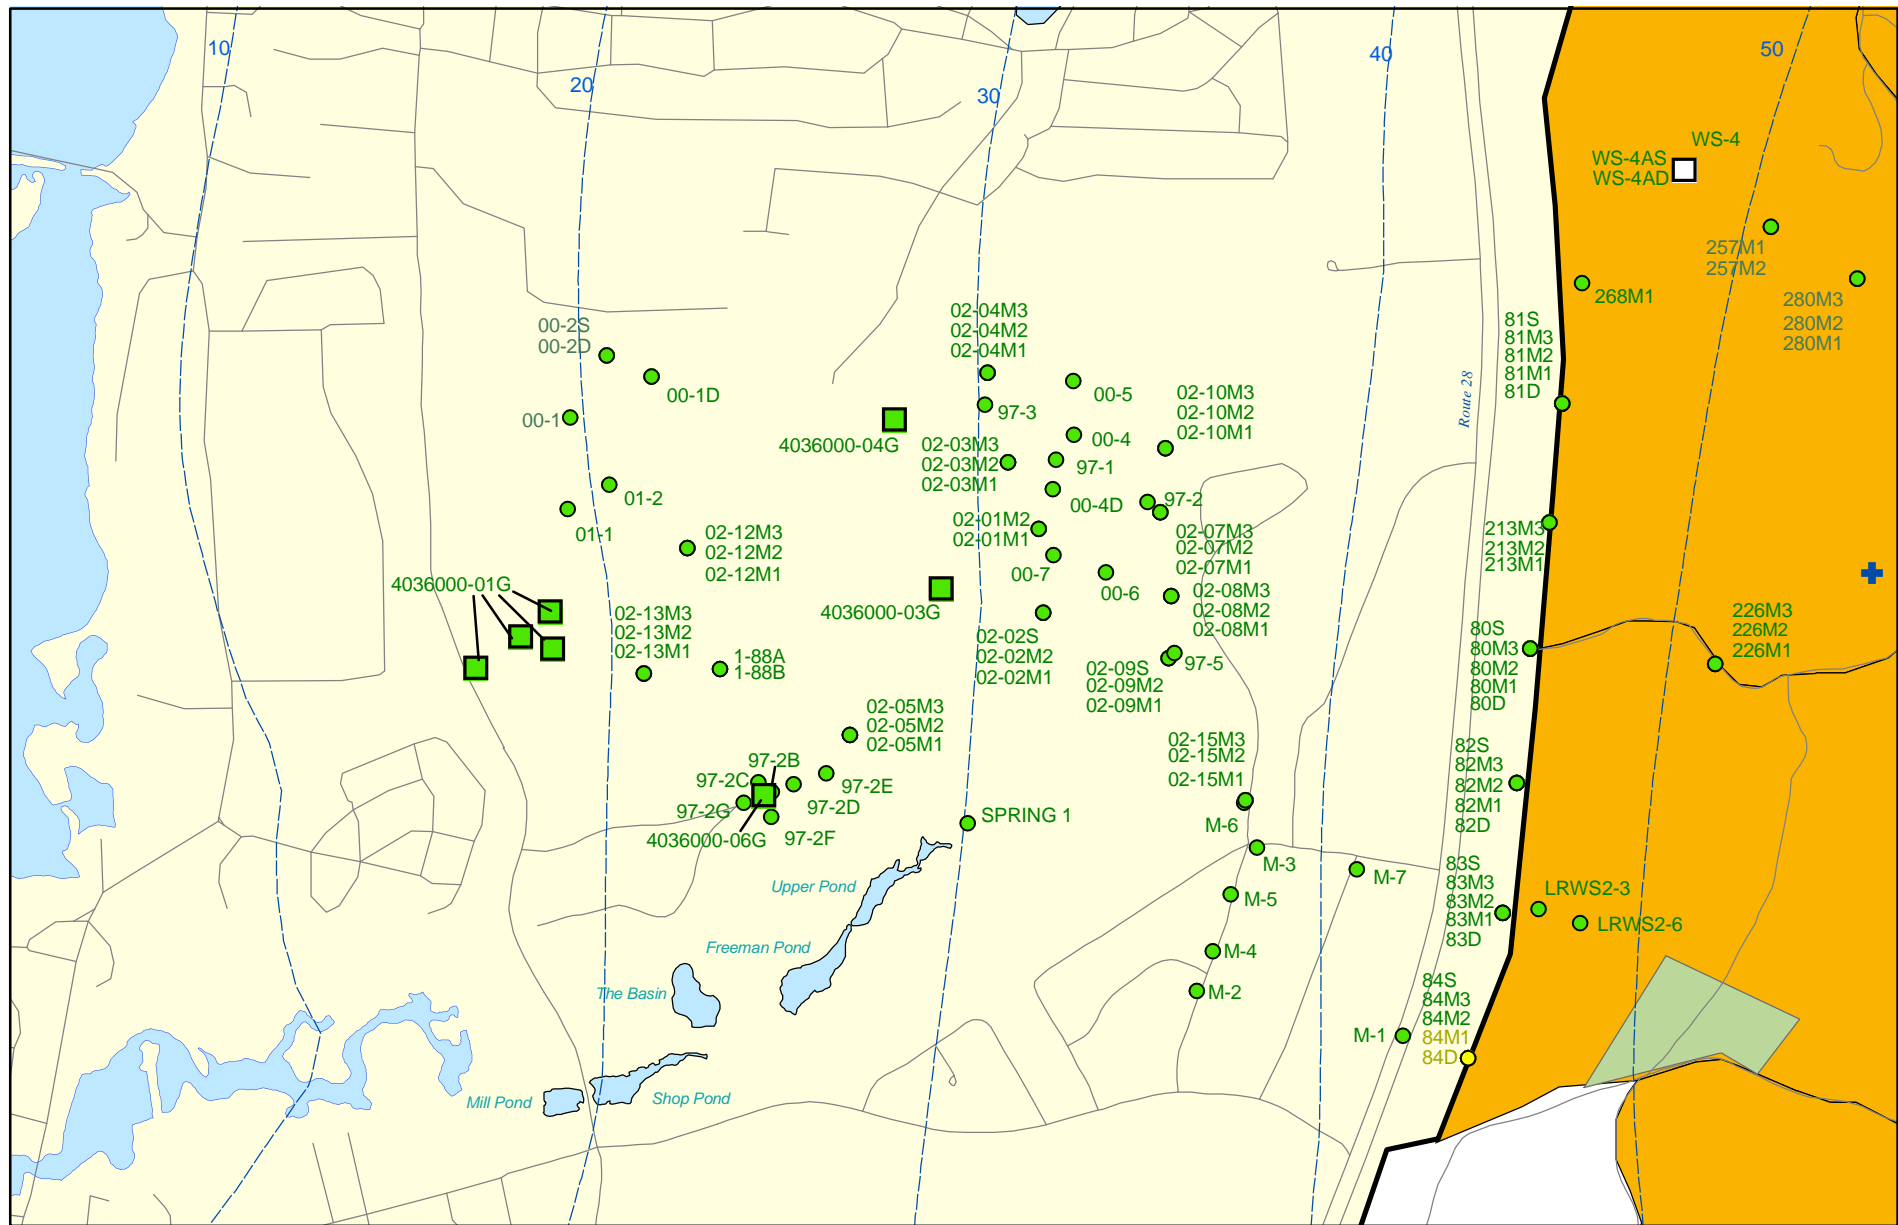 10
20
30
40
50
WS-4
WS-4AS
WS-4AD
257M1
257M2
268M1
280M3
280M2
280M1
00-2S
00-2D
00-1D
00-1
02-04M3
02-04M2
02-04M1
97-3
00-5
4036000-04G
02-03M3
02-03M2
02-03M1
00-4
97-1
00-4D
02-10M3
02-10M2
02-10M1
Route 28
81S
81M3
81M2
81M1
81D
01-2
01-1
02-12M3
02-12M2
02-12M1
02-01M2
02-01M1
00-7
97-2
02-07M3
02-07M2
02-07M1
00-6
02-08M3
02-08M2
02-08M1
213M3
213M2
213M1
4036000-01G
4036000-03G
02-13M3
02-13M2
02-13M1
1-88A
1-88B
02-02S
02-02M2
02-02M1
97-5
02-09S
02-09M2
02-09M1
80S
80M3
80M2
80M1
80D
226M3
226M2
226M1
02-05M3
02-05M2
02-05M1
97-2B
97-2C
97-2E
97-2D
97-2G
97-2F
4036000-06G
SPRING 1
02-15M3
02-15M2
02-15M1
M-6
M-3
M-7
M-5
M-4
M-2
M-1
82S
82M3
82M2
82M1
82D
83S
83M3
83M2
83M1
83D
LRWS2-3
LRWS2-6
84S
84M3
84M2
84M1
84D
Upper Pond
Freeman Pond
The Basin
Mill Pond
Shop Pond